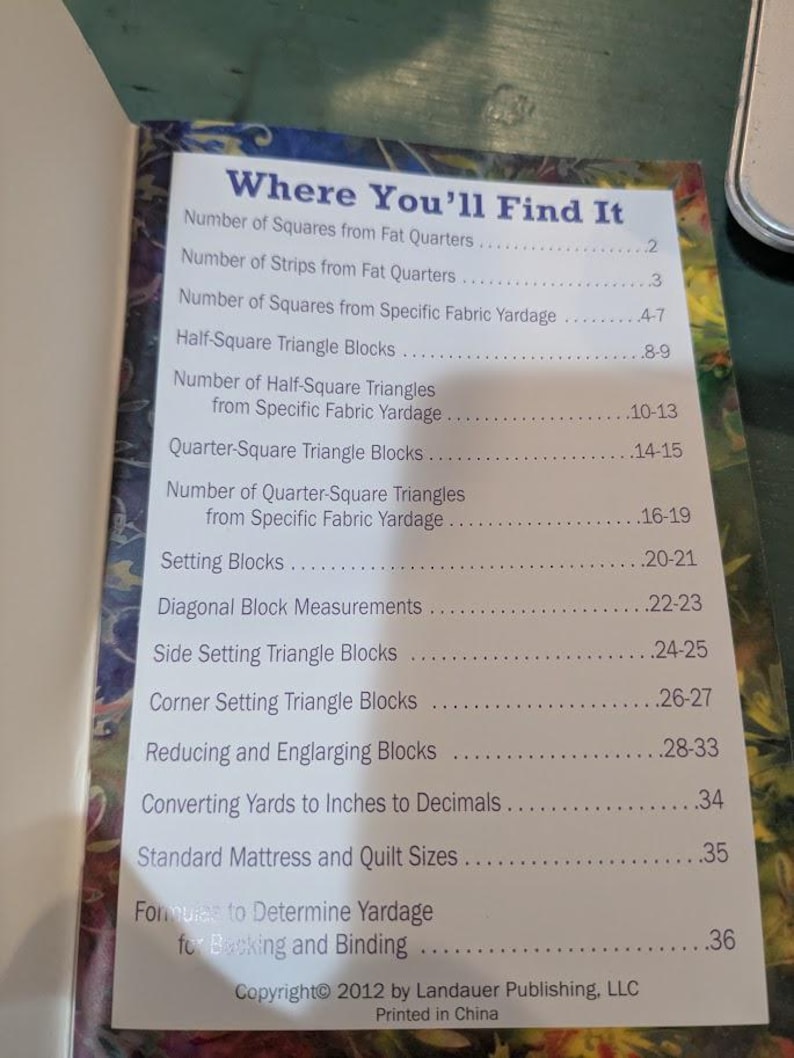 Where You'll Find It
Number of Squares from Fat Quarters . . . . . . . . . . . . . . . . . .2
Number of Strips from Fat Quarters . . . . . . . . . . . . . . . . . . . .3
Number of Squares from Specific Fabric Yardage . . . . . . . . .4-7
Half-Square Triangle Blocks . . . . . . . . . . . . . . . . . . . . . . . . . .8-9
Number of Half-Square Triangles
from Specific Fabric Yardage . . . . . . . . . . . . . . . . . . . .10-13
Quarter-Square Triangle Blocks . . . . . . . . . . . . . . . . . . . . . .14-15
Number of Quarter-Square Triangles
from Specific Fabric Yardage . . . . . . . . . . . . . . . . . . . .16-19
Setting Blocks . . . . . . . . . . . . . . . . . . . . . . . . . . . . . . . . . . . .20-21
Diagonal Block Measurements . . . . . . . . . . . . . . . . . . . . . .22-23
Side Setting Triangle Blocks . . . . . . . . . . . . . . . . . . . . . . . .24-25
Corner Setting Triangle Blocks . . . . . . . . . . . . . . . . . . . . . .26-27
Reducing and Englarging Blocks . . . . . . . . . . . . . . . . . . . .28-33
Converting Yards to Inches to Decimals . . . . . . . . . . . . . . . . . .34
Standard Mattress and Quilt Sizes . . . . . . . . . . . . . . . . . . . . . .35
Formulas to Determine Yardage
for Backing and Binding . . . . . . . . . . . . . . . . . . . . . . . . . . .36
Copyright© 2012 by Landauer Publishing, LLC
Printed in China